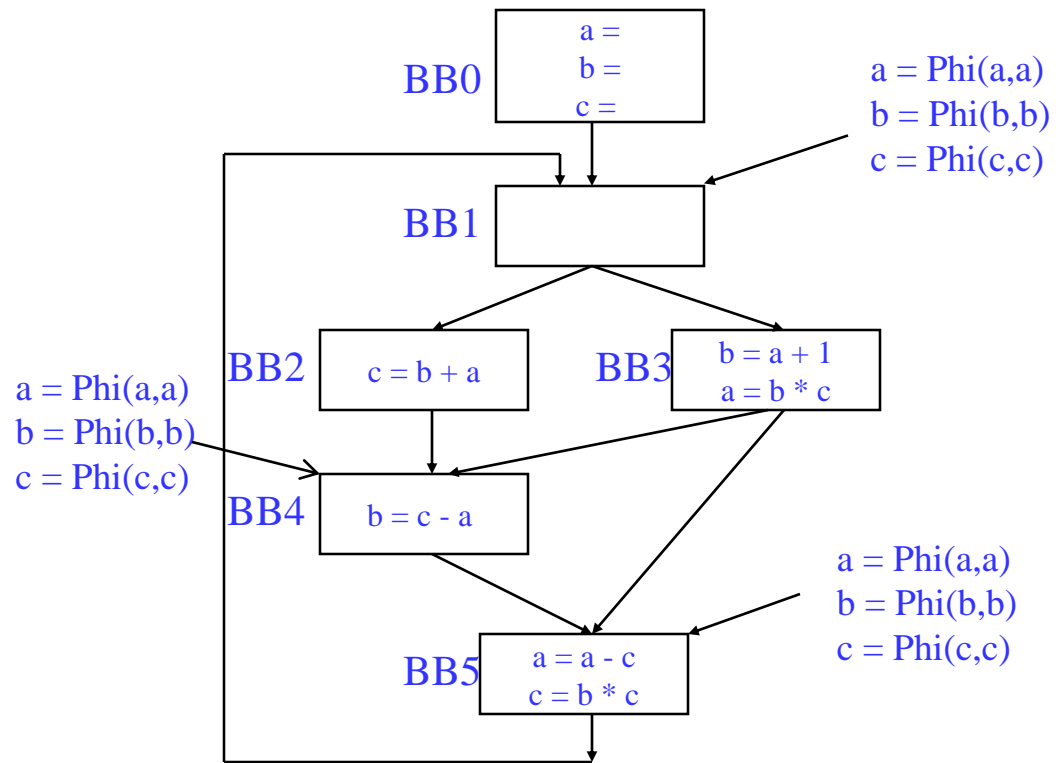 a =
b =
c =
BB0
a = Phi(a,a)
b = Phi(b,b)
c = Phi(c,c)
BB1
BB2
c = b + a
BB3
b = a + 1
a = b * c
a = Phi(a,a)
b = Phi(b,b)
c = Phi(c,c)
BB4
b = c - a
a = Phi(a,a)
b = Phi(b,b)
c = Phi(c,c)
BB5
a = a - c
c = b * c